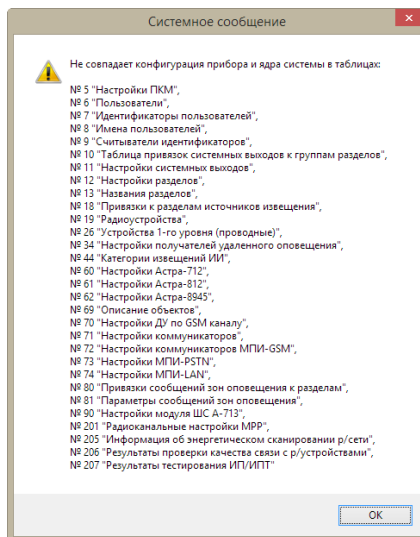 Системное сообщение
Не совпадает конфигурация прибора и ядра системы в таблицах:
№ 5 "Настройки ПКМ",
№ 6 "Пользователи",
№ 7 "Идентификаторы пользователей",
№ 8 "Имена пользователей",
№ 9 "Считыватели идентификаторов",
№ 10 "Таблица привязок системных выходов к группам разделов",
№ 11 "Настройки системных выходов",
№ 12 "Настройки разделов",
№ 13 "Названия разделов",
№ 18 "Привязки к разделам источников извещения",
№ 19 "Радиоустройства",
№ 26 "Устройства 1-го уровня (проводные)",
№ 34 "Настройки получателей удаленного оповещения",
№ 44 "Категории извещений ИИ",
№ 60 "Настройки Астра-712",
№ 61 "Настройки Астра-812",
№ 62 "Настройки Астра-8945",
№ 69 "Описание объектов",
№ 70 "Настройки ДУ по GSM каналу",
№ 71 "Настройки коммуникаторов",
№ 72 "Настройки коммуникаторов МПИ-GSM",
№ 73 "Настройки МПИ-PSTN",
№ 74 "Настройки МПИ-LAN",
№ 80 "Привязки сообщений зон оповещения к разделам",
№ 81 "Параметры сообщений зон оповещения",
№ 90 "Настройки модуля ШС А-713",
№ 201 "Радиоканальные настройки МРР",
№ 205 "Информация об энергетическом сканировании р/сети",
№ 206 "Результаты проверки качества связи с р/устройствами",
№ 207 "Результаты тестирования ИП/ИПТ"
ОК